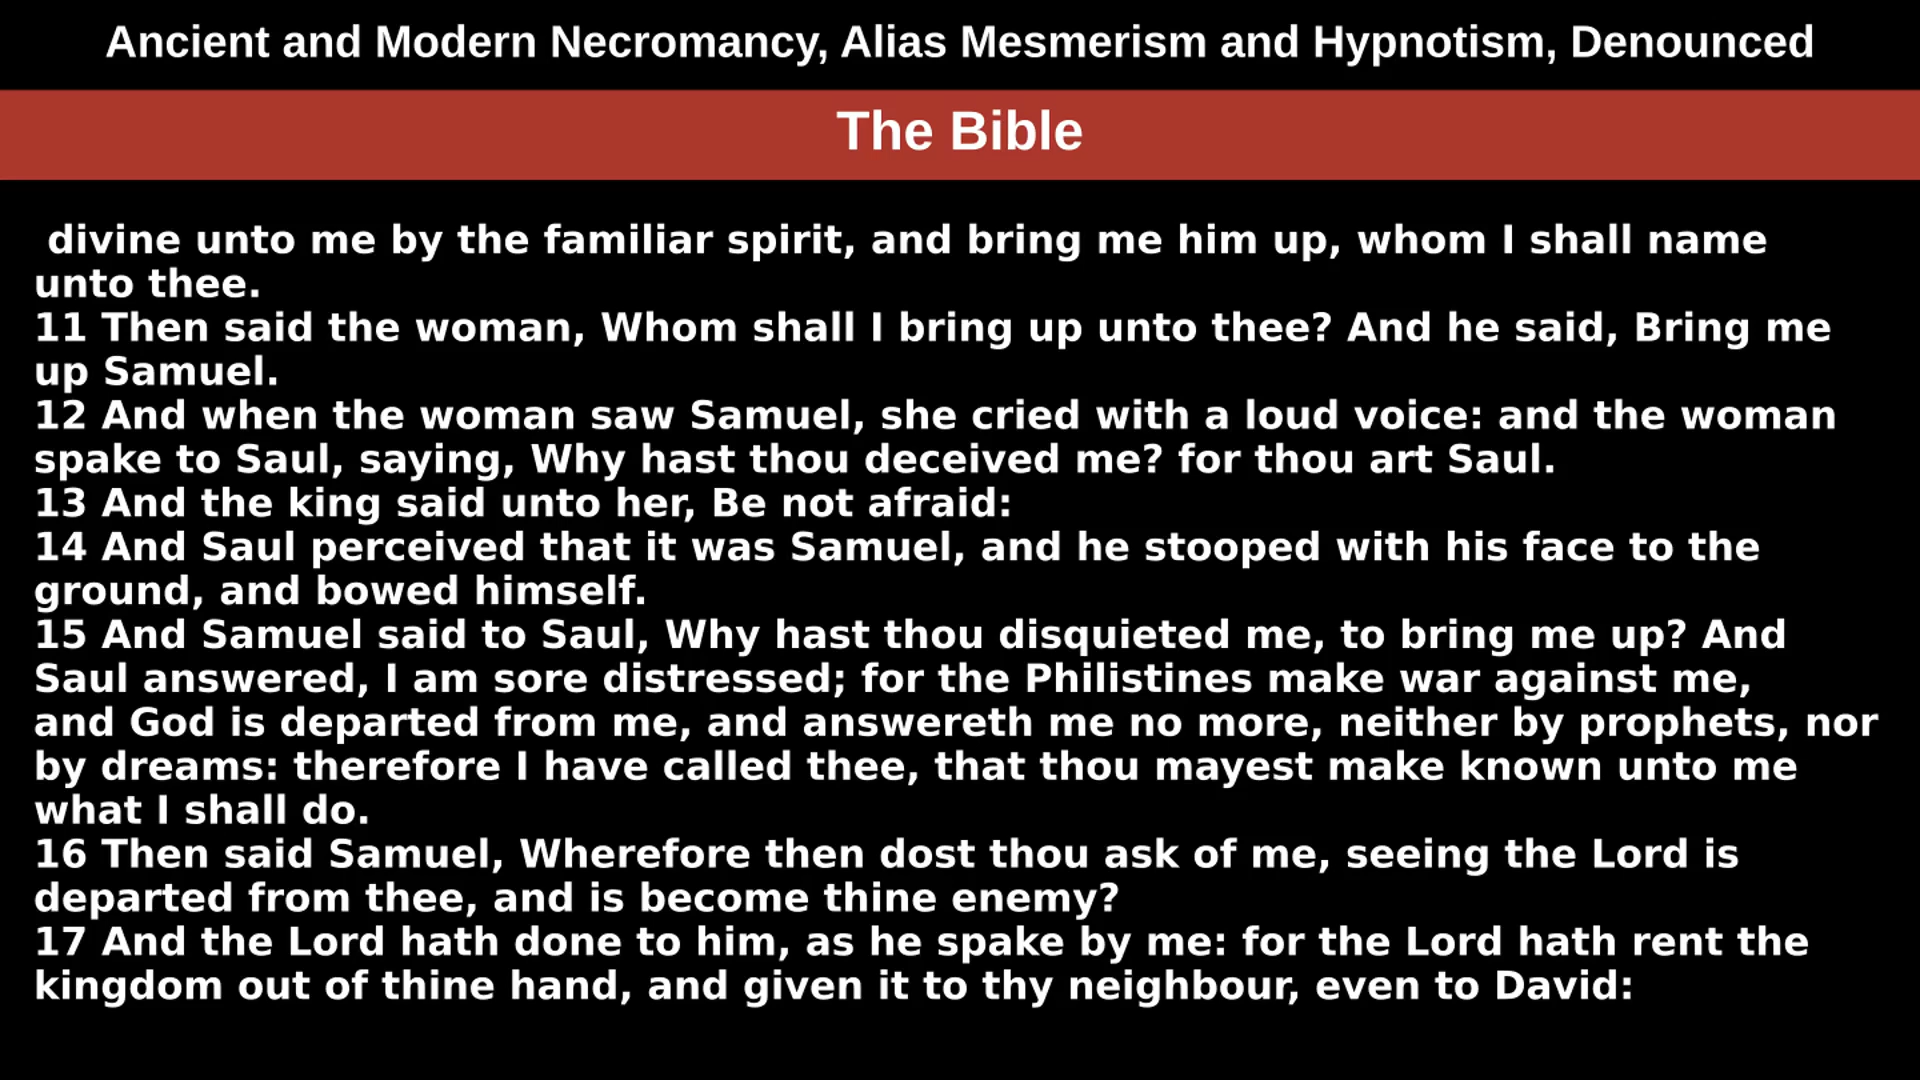 Ancient and Modern Necromancy, Alias Mesmerism and Hypnotism, Denounced
The Bible
divine unto me by the familiar spirit, and bring me him up, whom I shall name
unto thee.
11 Then said the woman, Whom shall I bring up unto thee? And he said, Bring me
up Samuel.
12 And when the woman saw Samuel, she cried with a loud voice: and the woman
spake to Saul, saying, Why hast thou deceived me? for thou art Saul.
13 And the king said unto her, Be not afraid:
14 And Saul perceived that it was Samuel, and he stooped with his face to the
ground, and bowed himself.
15 And Samuel said to Saul, Why hast thou disquieted me, to bring me up? And
Saul answered, I am sore distressed; for the Philistines make war against me,
and God is departed from me, and answereth me no more, neither by prophets, nor
by dreams: therefore I have called thee, that thou mayest make known unto me
what I shall do.
16 Then said Samuel, Wherefore then dost thou ask of me, seeing the Lord is
departed from thee, and is become thine enemy?
17 And the Lord hath done to him, as he spake by me: for the Lord hath rent the
kingdom out of thine hand, and given it to thy neighbour, even to David: